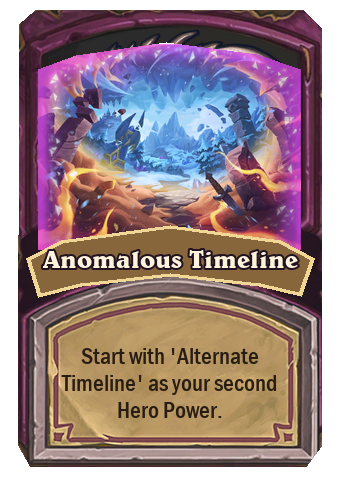 Anomalous Timeline
Start with 'Alternate
Timeline' as your second
Hero Power.